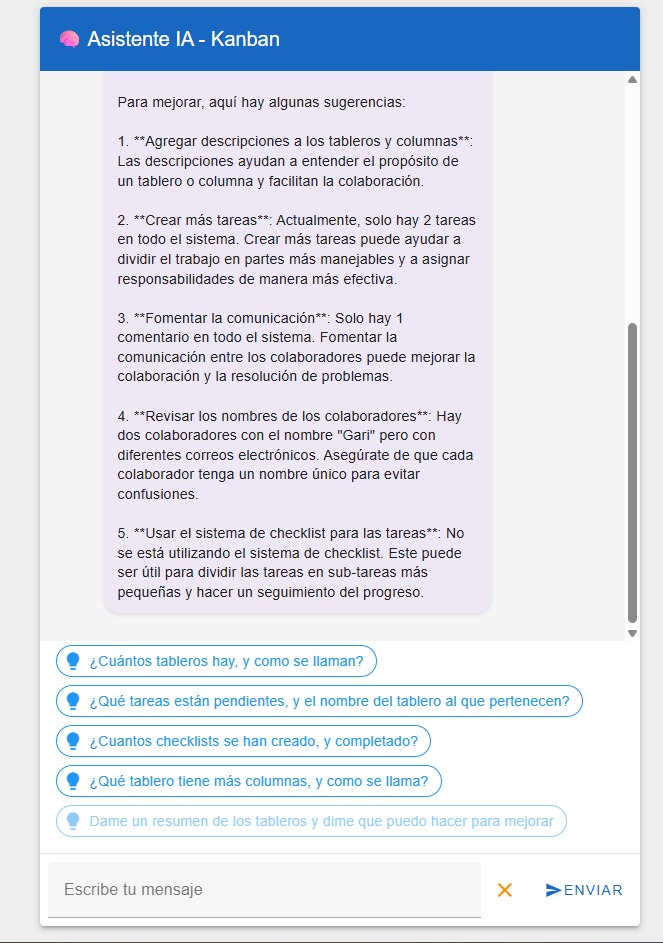 Asistente IA - Kanban
Para mejorar, aquí hay algunas sugerencias:
1. **Agregar descripciones a los tableros y columnas**:
Las descripciones ayudan a entender el propósito de
un tablero o columna y facilitan la colaboración.
2. **Crear más tareas**: Actualmente, solo hay 2 tareas
en todo el sistema. Crear más tareas puede ayudar a
dividir el trabajo en partes más manejables y a asignar
responsabilidades de manera más efectiva.
3. **Fomentar la comunicación**: Solo hay 1
comentario en todo el sistema. Fomentar la
comunicación entre los colaboradores puede mejorar la
colaboración y la resolución de problemas.
4. **Revisar los nombres de los colaboradores**: Hay
dos colaboradores con el nombre "Gari" pero con
diferentes correos electrónicos. Asegúrate de que cada
colaborador tenga un nombre único para evitar
confusiones.
5. **Usar el sistema de checklist para las tareas**: No
se está utilizando el sistema de checklist. Este puede
ser útil para dividir las tareas en sub-tareas más
pequeñas y hacer un seguimiento del progreso.
¿Cuántos tableros hay, y como se llaman?
¿Qué tareas están pendientes, y el nombre del tablero al que pertenecen?
¿Cuantos checklists se han creado, y completado?
¿Qué tablero tiene más columnas, y como se llama?
Dame un resumen de los tableros y dime que puedo hacer para mejorar
Escribe tu mensaje
ENVIAR